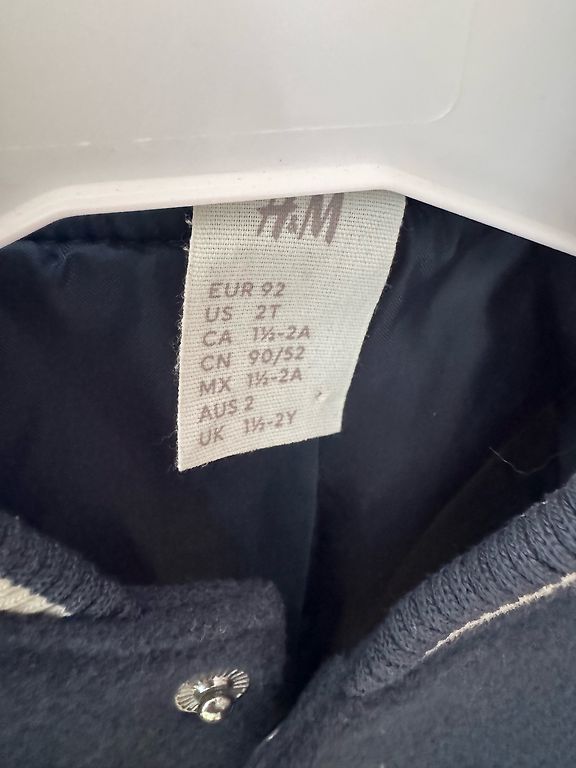 H&M
EUR 92
US 2T
CA 1½-2A
CN 90/52
MX 1½-2A
AUS 2
UK 1½-2Y